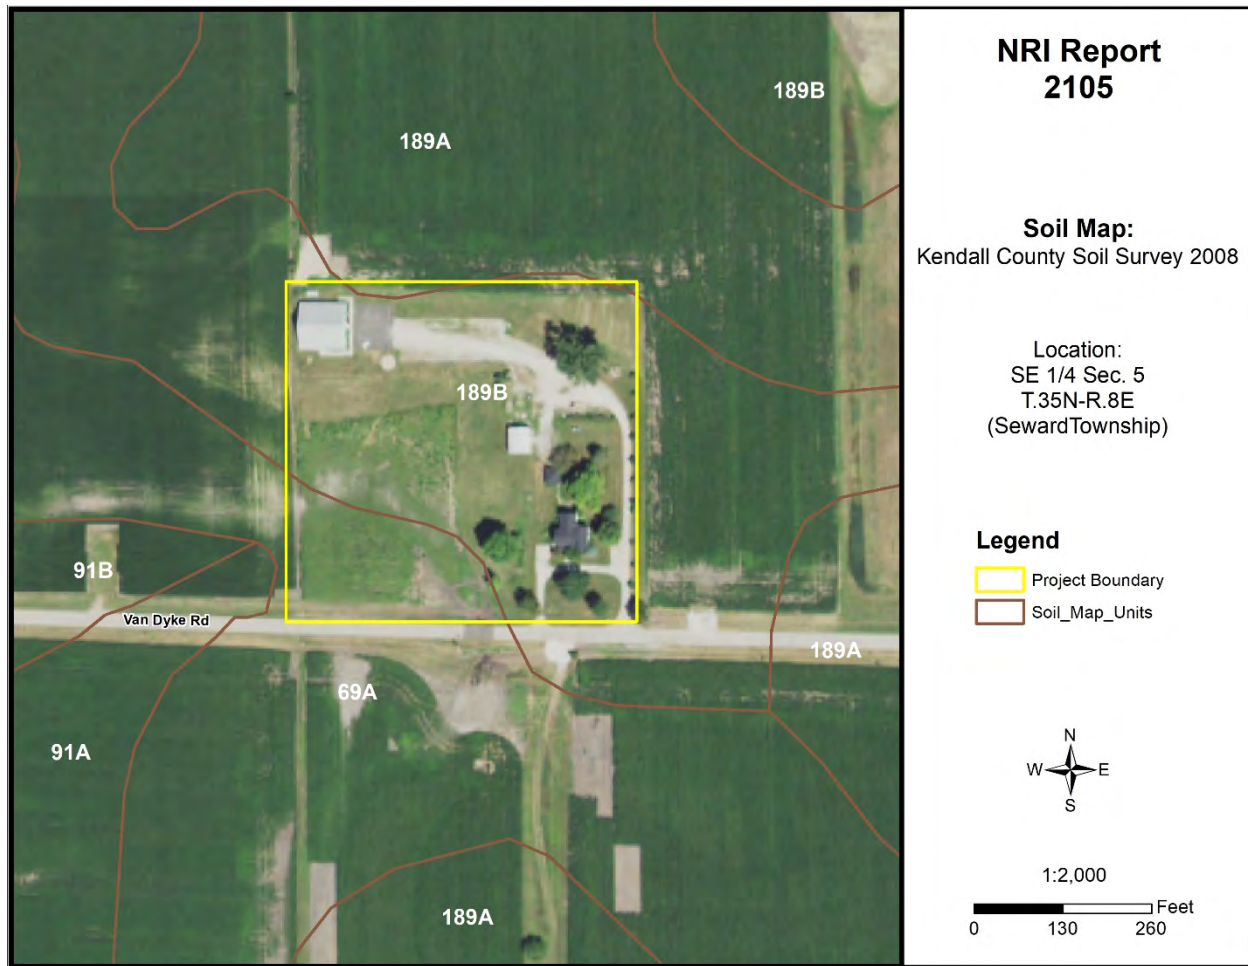 189B
189A
189B
91B
Van Dyke Rd
189A
69A
91A
189A
NRI Report
2105
Soil Map:
Kendall County Soil Survey 2008
Location:
SE 1/4 Sec. 5
T.35N-R.8E
(SewardTownship)
Legend
Project Boundary
Soil_Map_Units
N
W E
S
1:2,000
Feet
0 130 260